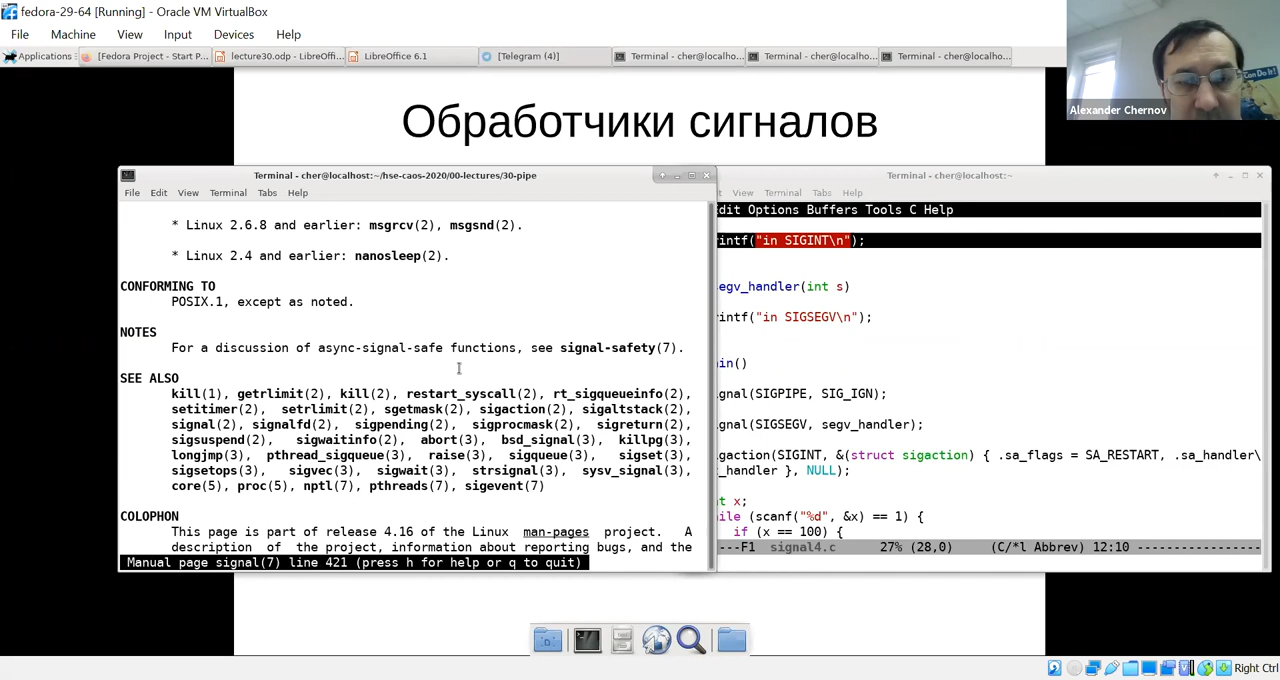 fedora-29-64 [Running] - Oracle VM VirtualBox
File Machine View Input Devices Help
Applications [Fedora Project - Start P... lecture30.odp - LibreOffi... LibreOffice 6.1 [Telegram (4)] Terminal - cher@localho... Terminal - cher@localho... Terminal - cher@localho...
an Do It!
Alexander Chernov
Обработчики сигналов
Terminal - cher@localhost:~/hse-caos-2020/00-lectures/30-pipe
File Edit View Terminal Tabs Help
* Linux 2.6.8 and earlier: msgrcv(2), msgsnd(2).
* Linux 2.4 and earlier: nanosleep(2).
CONFORMING TO
POSIX.1, except as noted.
NOTES
For a discussion of async-signal-safe functions, see signal-safety(7).
SEE ALSO
kill(1), getrlimit(2), kill(2), restart_syscall(2), rt_sigqueueinfo(2),
setitimer(2), setrlimit(2), sgetmask(2), sigaction(2), sigaltstack(2),
signal(2), signalfd(2), sigpending(2), sigprocmask(2), sigreturn(2),
sigsuspend(2), sigwaitinfo(2), abort(3), bsd_signal(3), killpg(3),
longjmp(3), pthread_sigqueue(3), raise(3), sigqueue(3), sigset(3),
sigsetops(3), sigvec(3), sigwait(3), strsignal(3), sysv_signal(3),
core(5), proc(5), nptl(7), pthreads(7), sigevent(7)
COLOPHON
This page is part of release 4.16 of the Linux man-pages project. A
description of the project, information about reporting bugs, and the
Manual page signal(7) line 421 (press h for help or q to quit)
Terminal - cher@localhost:~
t View Terminal Tabs Help
Edit Options Buffers Tools C Help
intf("in SIGINT\n");
segv_handler(int s)
intf("in SIGSEGV\n");
ain()
gnal(SIGPIPE, SIG_IGN);
gnal(SIGSEGV, segv_handler);
gaction(SIGINT, &(struct sigaction) { .sa_flags = SA_RESTART, .sa_handler\
_handler }, NULL);
t x;
ile (scanf("%d", &x) == 1) {
if (x == 100) {
---F1 signal4.c 27% (28,0) (C/*l Abbrev) 12:10 ----------------
Right Ctrl